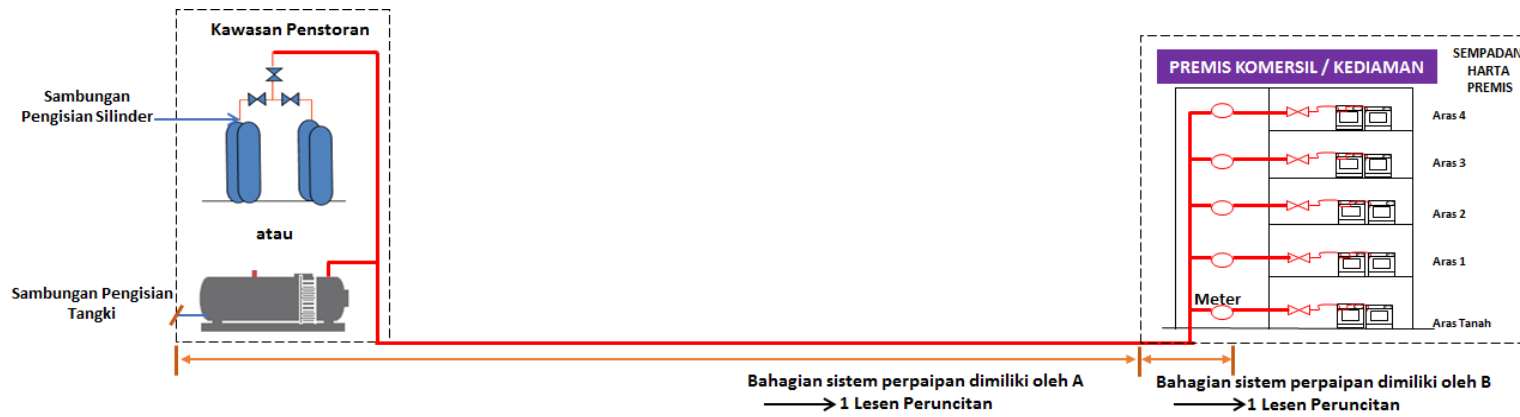 Kawasan Penstoran
Sambungan
Pengisian Silinder
atau
Sambungan Pengisian
Tangki
PREMIS KOMERSIL / KEDIAMAN
SEMPADAN
HARTA
PREMIS
Aras 4
Aras 3
Aras 2
Aras 1
Meter
Aras Tanah
Bahagian sistem perpaipan dimiliki oleh A
1 Lesen Peruncitan
Bahagian sistem perpaipan dimiliki oleh B
1 Lesen Peruncitan